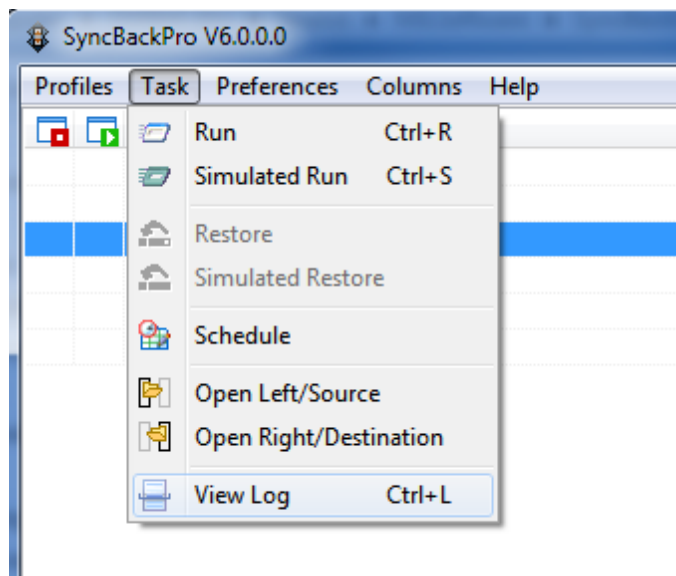 SyncBackPro V6.0.0.0
Profiles Task Preferences Columns Help
Run Ctrl+R
Simulated Run Ctrl+S
Restore
Simulated Restore
Schedule
Open Left/Source
Open Right/Destination
View Log Ctrl+L